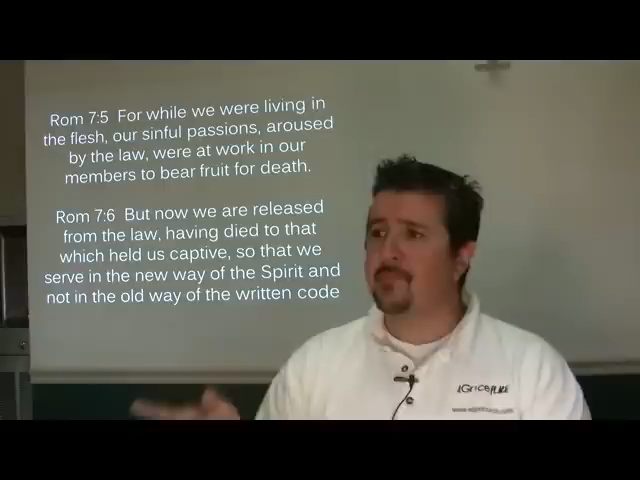 Rom 7:5 For while we were living in
the flesh, our sinful passions, aroused
by the law, were at work in our
members to bear fruit for death.
Rom 7:6 But now we are released
from the law, having died to that
which held us captive, so that we
serve in the new way of the Spirit and
not in the old way of the written code